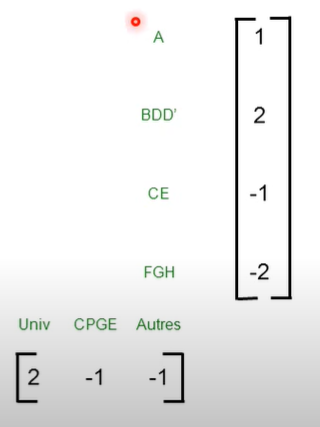 A 1
BDD' 2
CE -1
FGH -2
Univ CPGE Autres
2 -1 -1